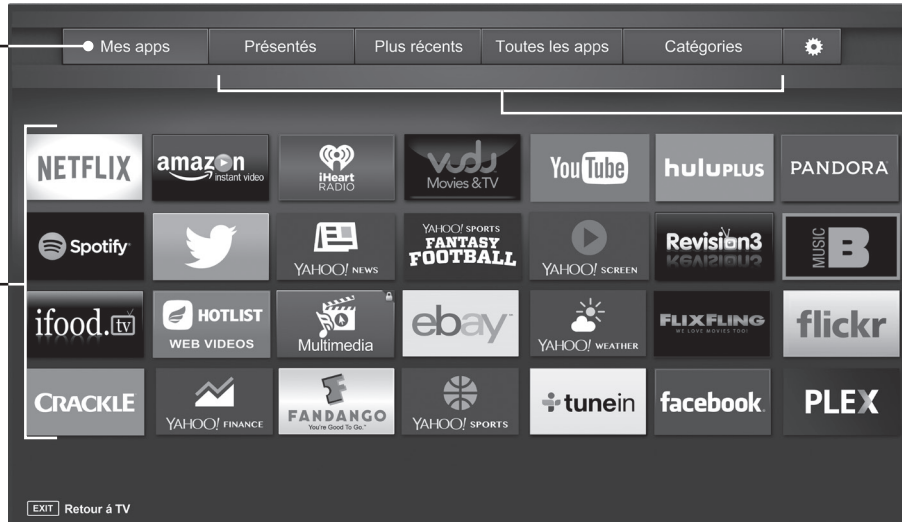 Mes apps Présentés Plus récents Toutes les apps Catégories
NETFLIX
amazon
instant video
iHeart
RADIO
vudu
Movies & TV
YouTube
huluPLUS
PANDORA
Spotify
YAHOO! NEWS
YAHOO! SPORTS
FANTASY
FOOTBALL
YAHOO! SCREEN
Revision3
MUSIC B
ifood.tv
HOTLIST
WEB VIDEOS
Multimedia
ebay
YAHOO! WEATHER
FLIXFLING
WE LOVE MOVIES TOO!
flickr
CRACKLE
YAHOO! FINANCE
FANDANGO
You're Good To Go.
YAHOO! SPORTS
tunein
facebook
PLEX
EXIT Retour á TV